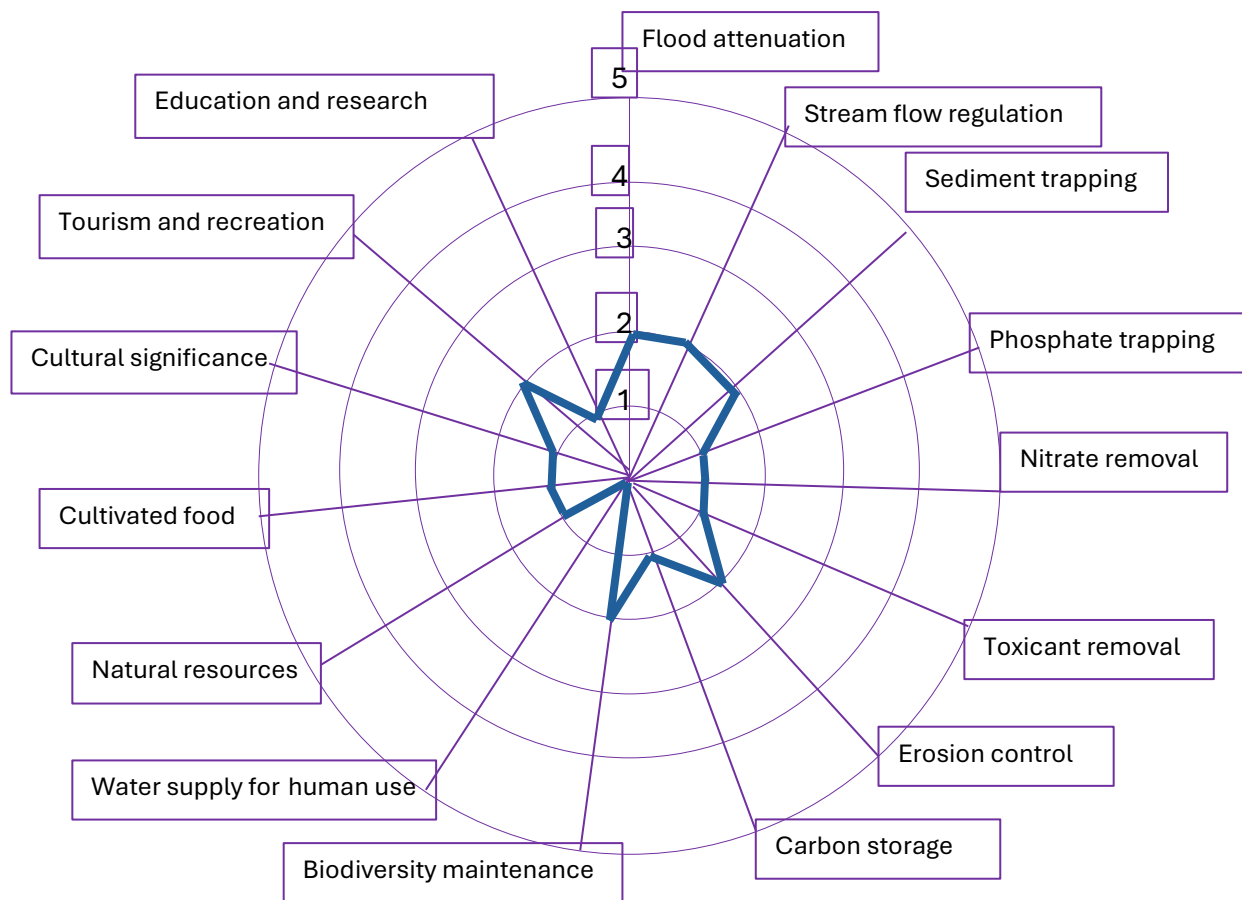 Flood attenuation
5
Education and research
Stream flow regulation
4
Sediment trapping
Tourism and recreation
3
2
Phosphate trapping
Cultural significance
1
Nitrate removal
Cultivated food
Toxicant removal
Natural resources
Erosion control
Water supply for human use
Carbon storage
Biodiversity maintenance